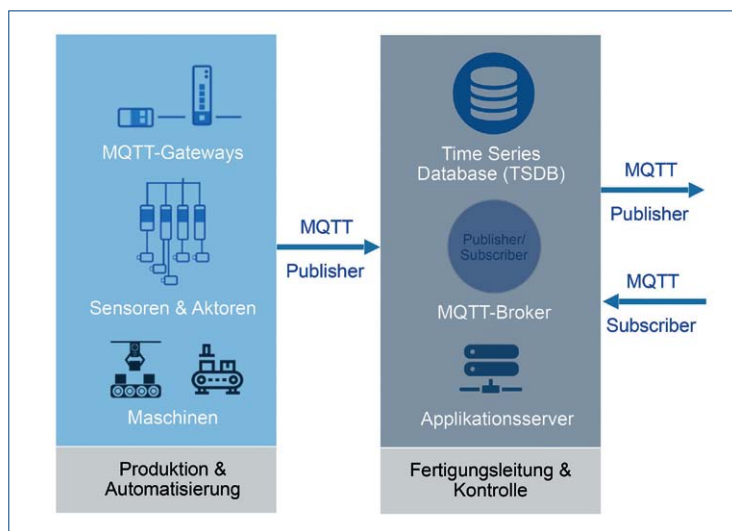 MQTT-Gateways
Sensoren & Aktoren
Maschinen
Produktion &
Automatisierung
MQTT
Publisher
Time Series
Database (TSDB)
Publisher/
Subscriber
MQTT-Broker
Applikationsserver
Fertigungsleitung &
Kontrolle
MQTT
Publisher
MQTT
Subscriber